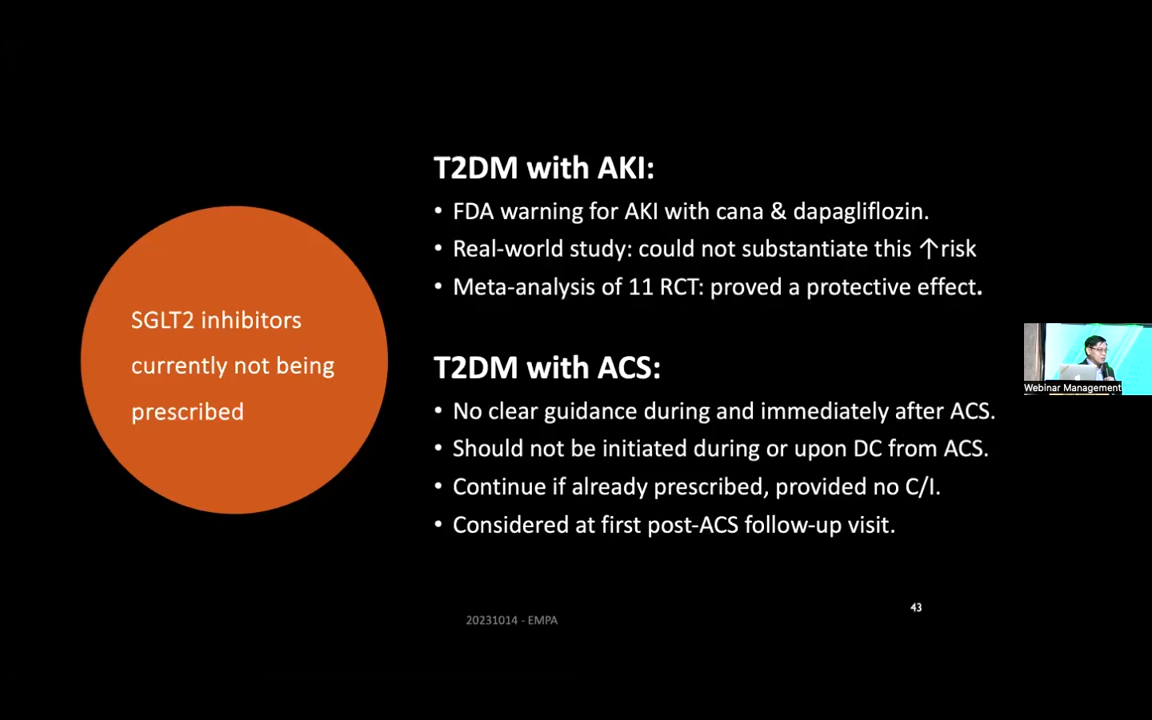 SGLT2 inhibitors
currently not being
prescribed
T2DM with AKI:
• FDA warning for AKI with cana & dapagliflozin.
• Real-world study: could not substantiate this ↑risk
• Meta-analysis of 11 RCT: proved a protective effect.
T2DM with ACS:
• No clear guidance during and immediately after ACS.
• Should not be initiated during or upon DC from ACS.
• Continue if already prescribed, provided no C/I.
• Considered at first post-ACS follow-up visit.
Webinar Management
43
20231014 - EMPA